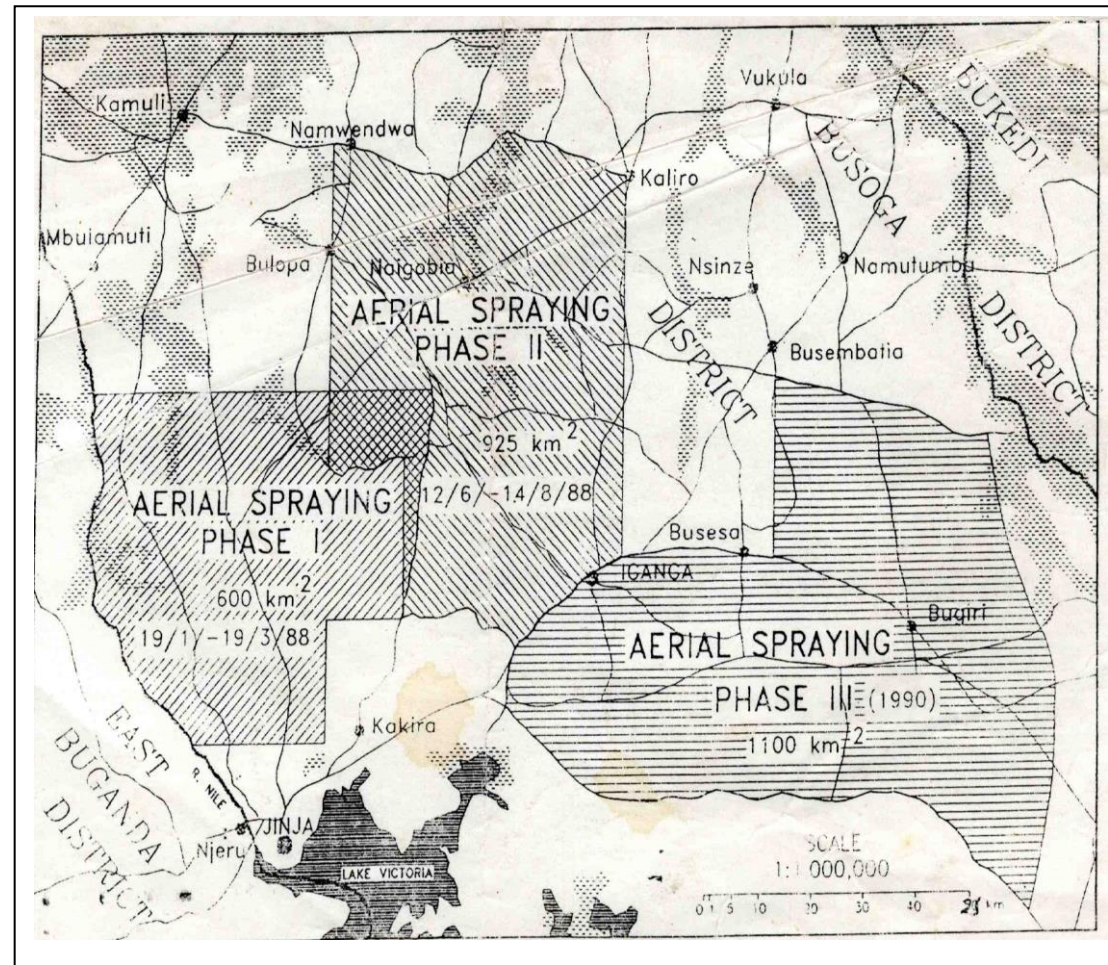 Kamuli
Vukula
BUKEDI
Namwendwa
BUSOGA
Kaliro
Mbulamuti
Bulopa
Naigobia
Nsinze
Namutumba
AERIAL SPRAYING
PHASE II
DISTRICT
DISTRICT
Busembatia
925 km²
12/6/-14/8/88
AERIAL SPRAYING
PHASE I
600 km²
19/1/-19/3/88
Busesa
IGANGA
Bugiri
AERIAL SPRAYING
PHASE III (1990)
1100 km²
Kakira
EAST
BUGANDA
DISTRICT
R. NILE
JINJA
Njeru
LAKE VICTORIA
SCALE
1:1 000,000
0 1 5 10 20 30 40 km